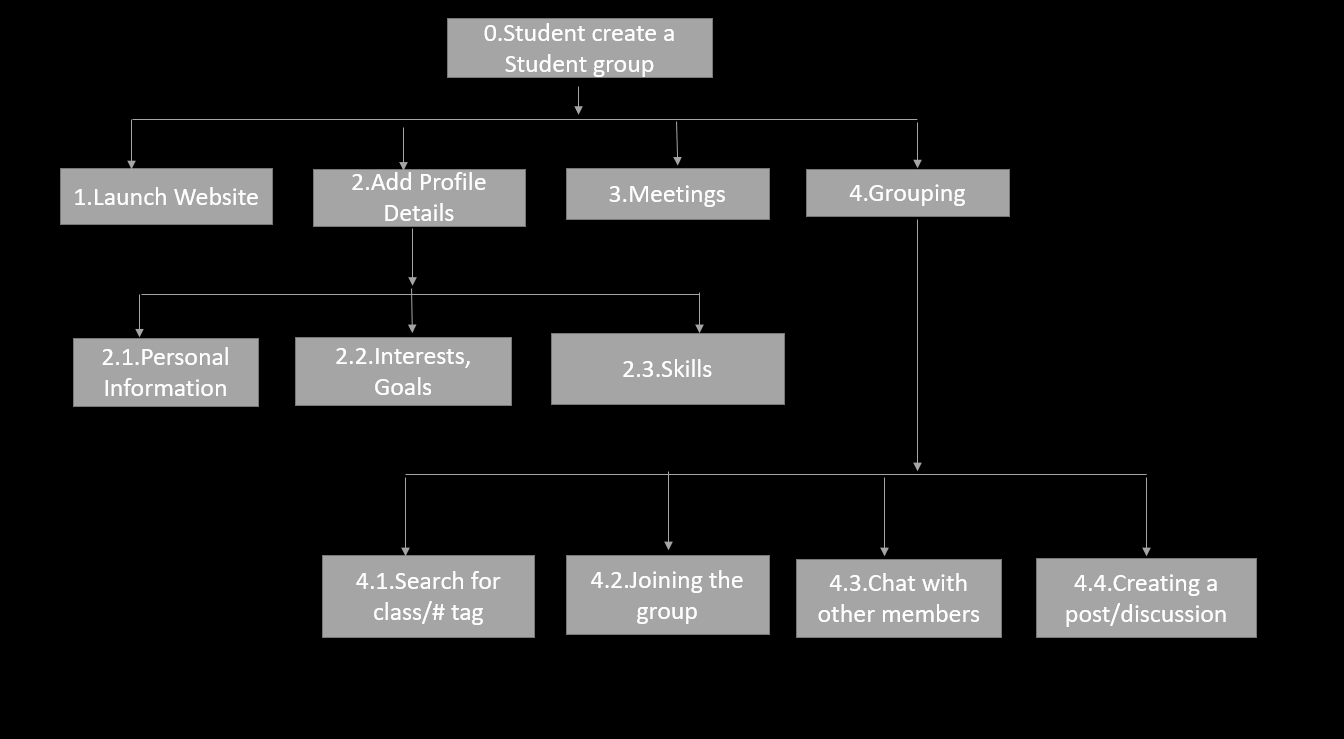 0.Student create a
Student group
1.Launch Website
2.Add Profile
Details
3.Meetings
4.Grouping
2.1.Personal
Information
2.2.Interests,
Goals
2.3.Skills
4.1.Search for
class/# tag
4.2.Joining the
group
4.3.Chat with
other members
4.4.Creating a
post/discussion